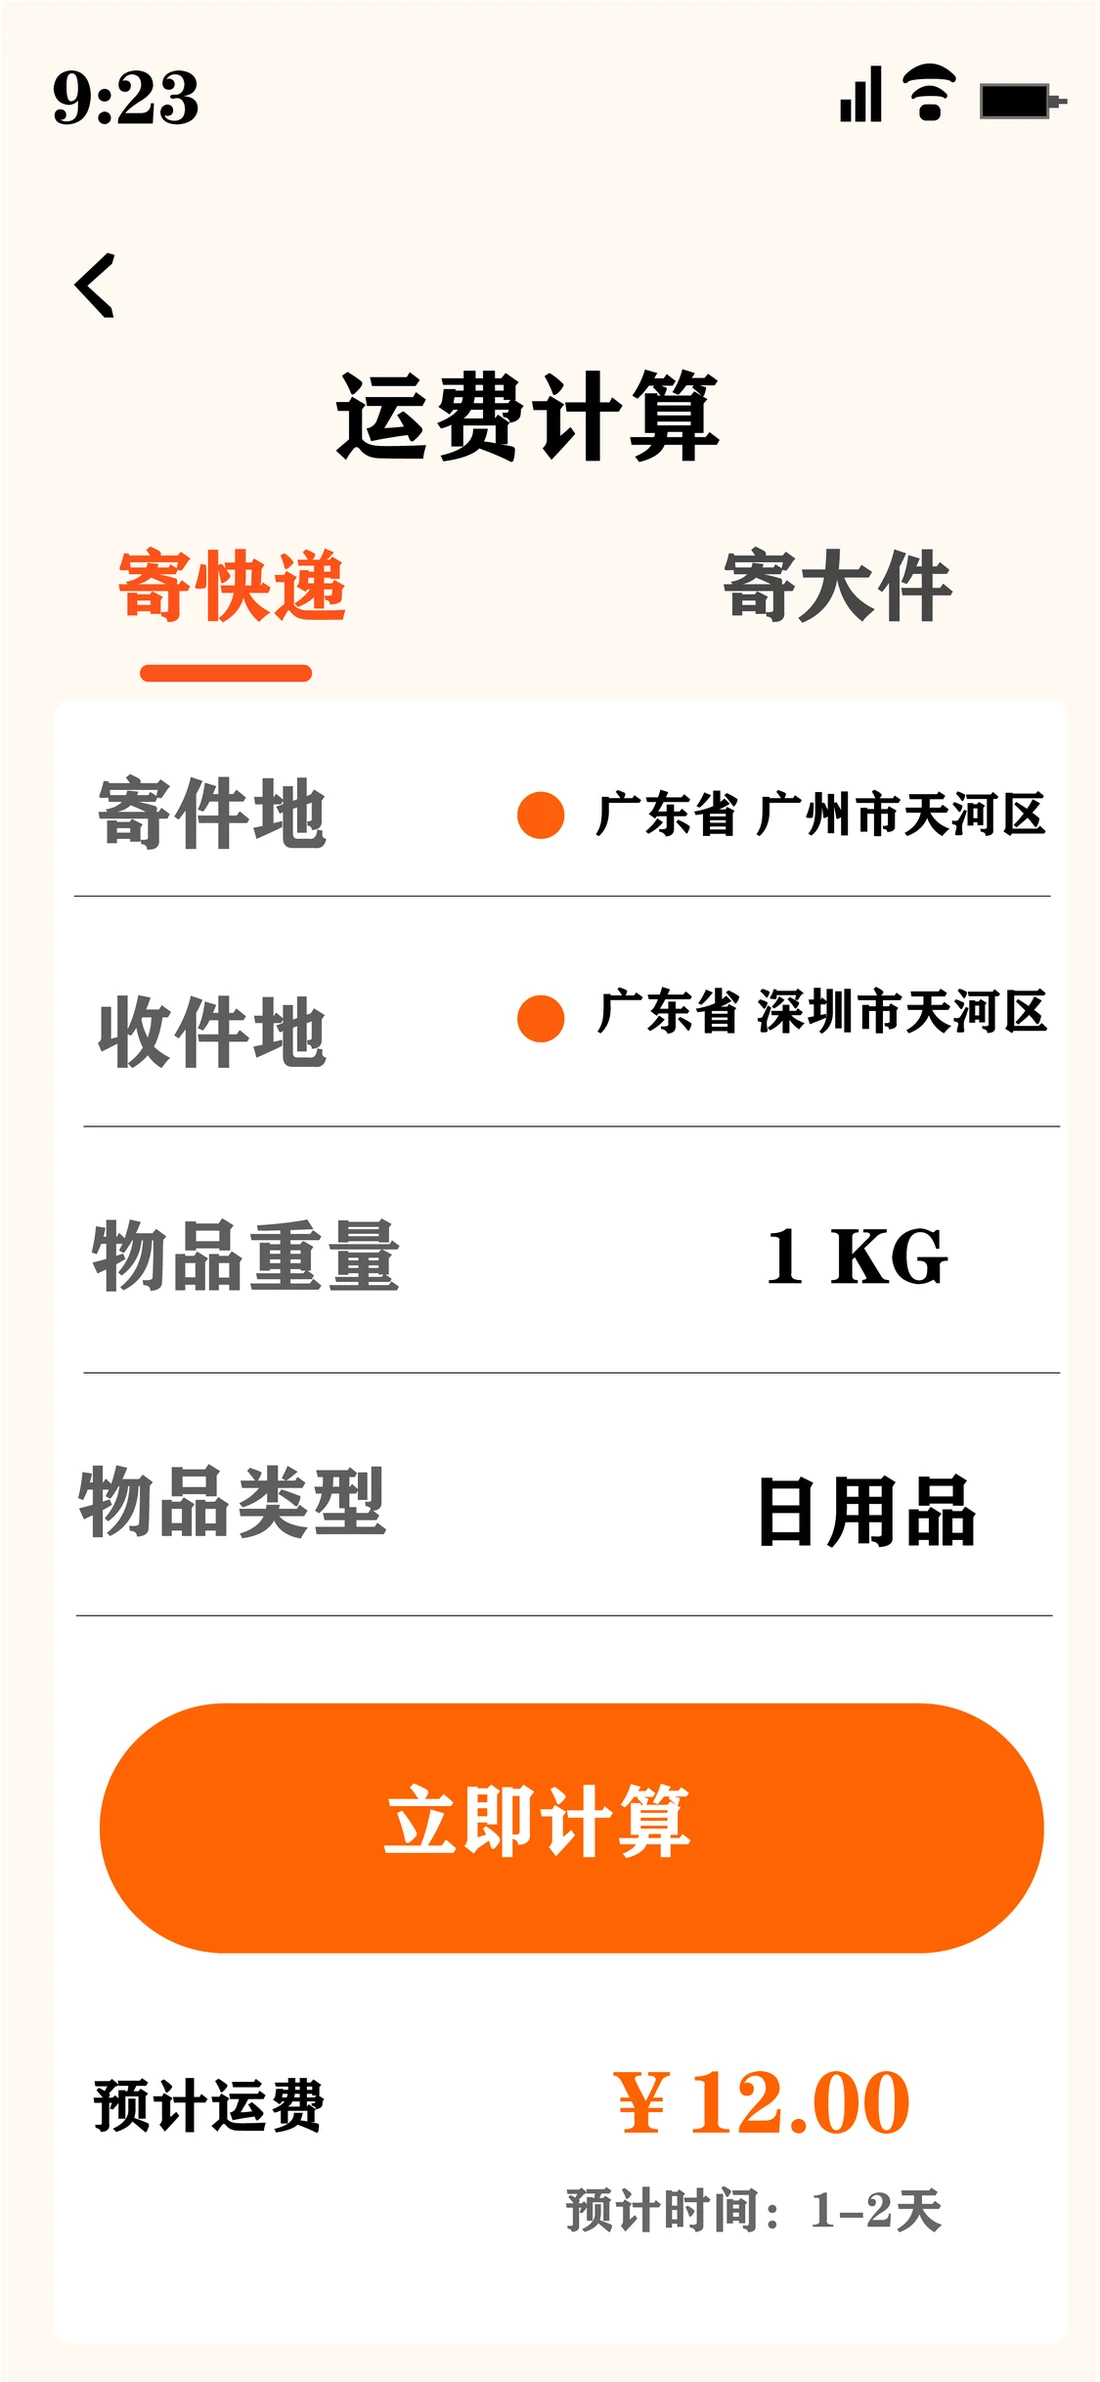 9:23
运费计算
寄快递 寄大件
寄件地 广东省 广州市天河区
收件地 广东省 深圳市天河区
物品重量 1 KG
物品类型 日用品
立即计算
预计运费 ¥12.00
预计时间：1-2天